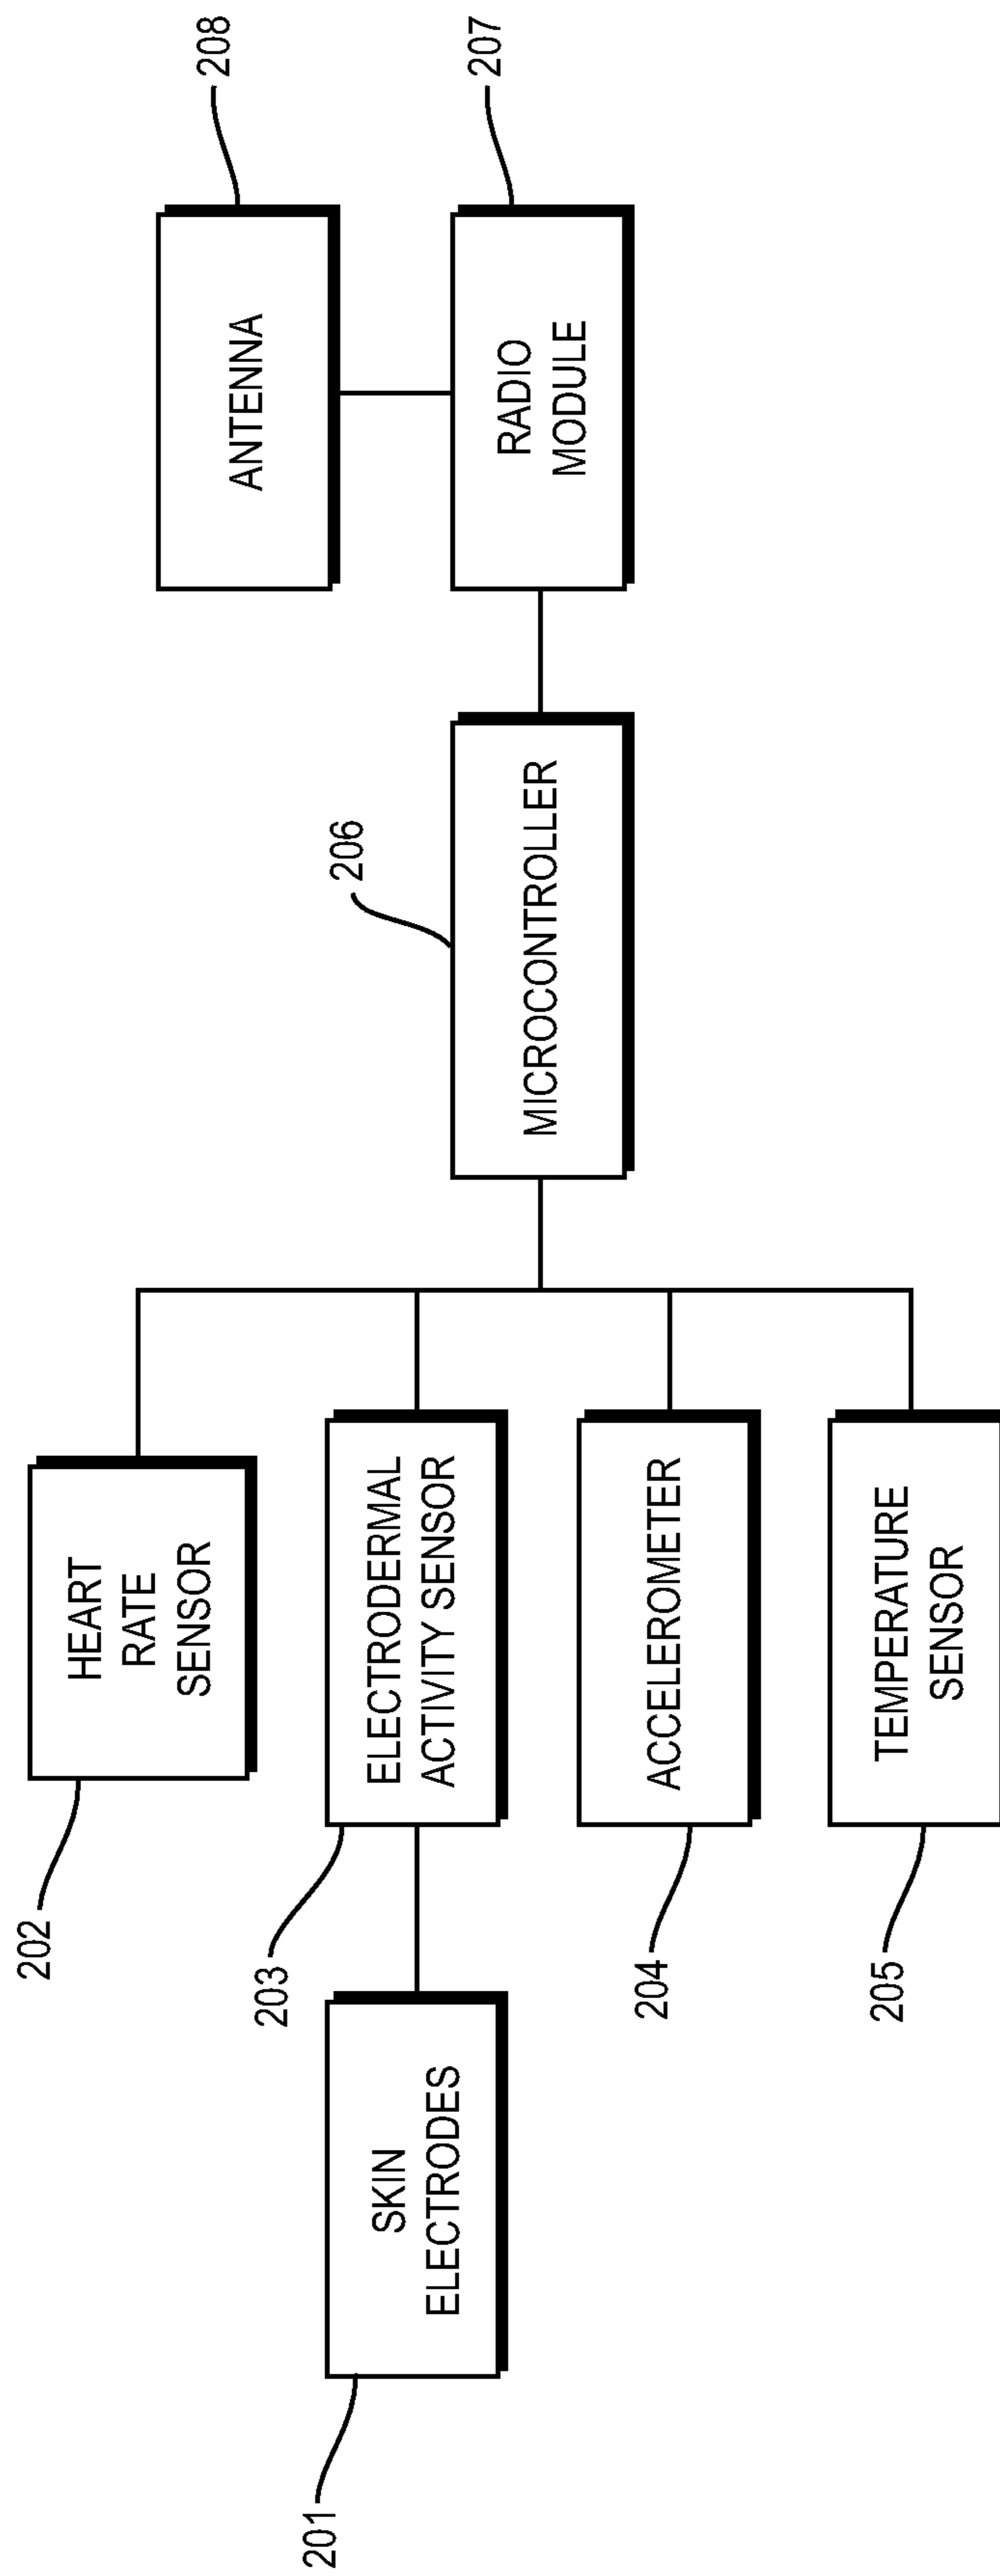 202
HEART
RATE
SENSOR
208
ANTENNA
201
SKIN
ELECTRODES
203
ELECTRODERMAL
ACTIVITY SENSOR
206
MICROCONTROLLER
207
RADIO
MODULE
204
ACCELEROMETER
205
TEMPERATURE
SENSOR